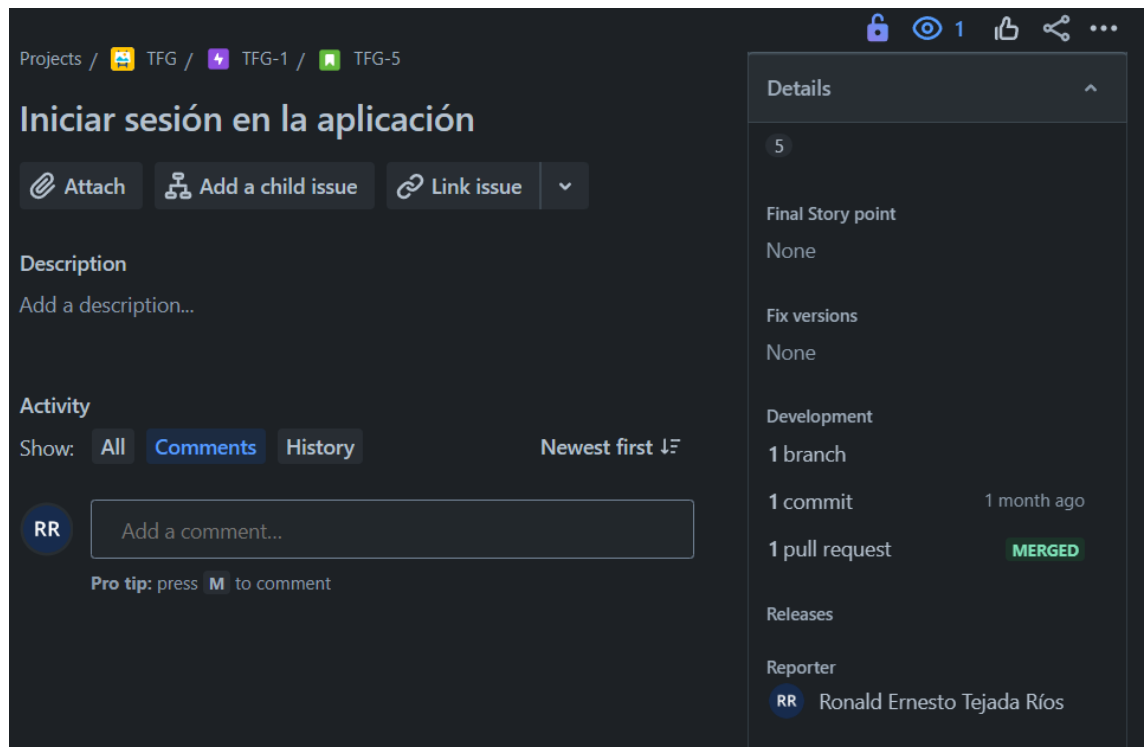 1
Projects / TFG / TFG-1 / TFG-5
Iniciar sesión en la aplicación
Attach Add a child issue Link issue
Description
Add a description...
Activity
Show: All Comments History Newest first
RR Add a comment...
Pro tip: press M to comment
Details
5
Final Story point
None
Fix versions
None
Development
1 branch
1 commit 1 month ago
1 pull request MERGED
Releases
Reporter
RR Ronald Ernesto Tejada Ríos